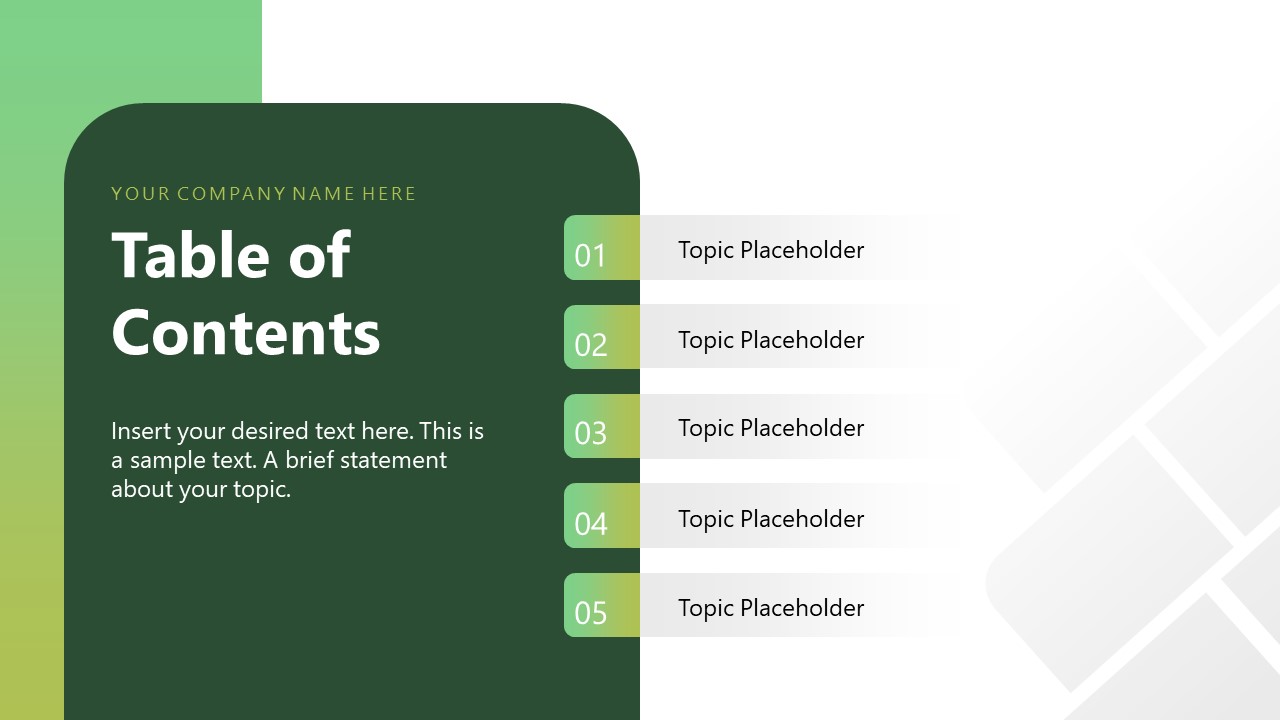 YOUR COMPANY NAME HERE
Table of
Contents
Insert your desired text here. This is
a sample text. A brief statement
about your topic.
01 Topic Placeholder
02 Topic Placeholder
03 Topic Placeholder
04 Topic Placeholder
05 Topic Placeholder